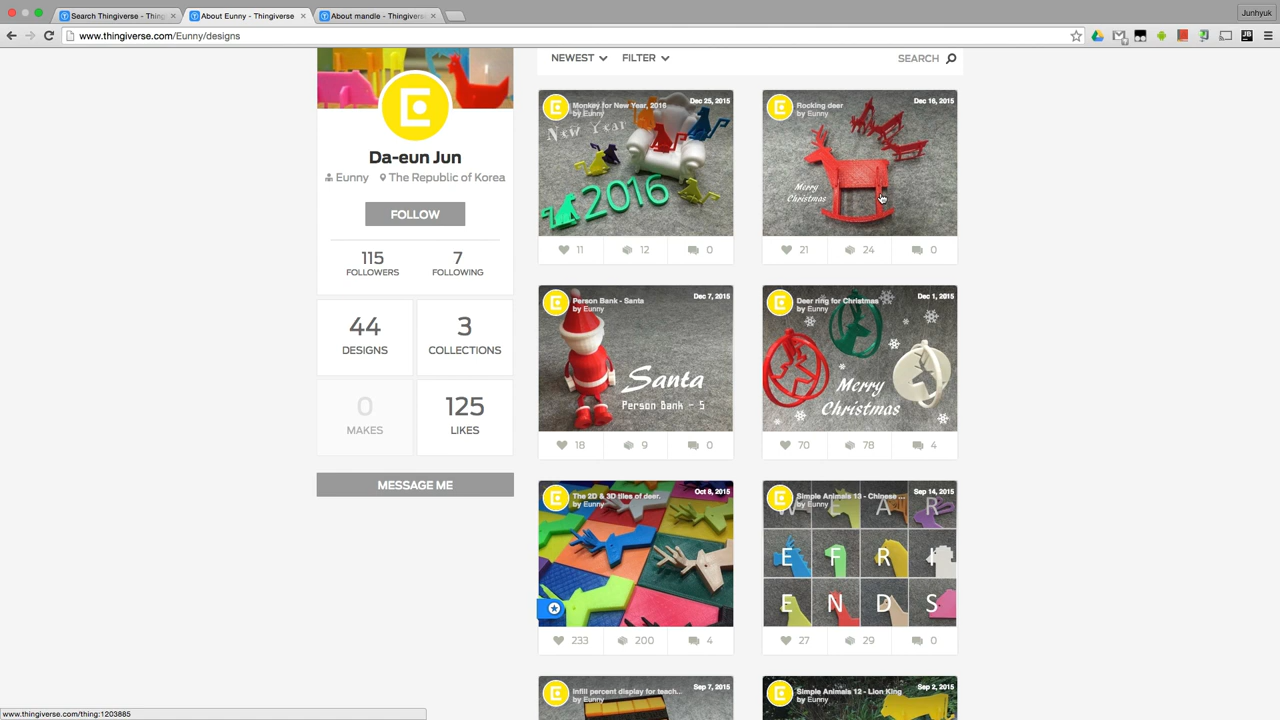 Search Thingiverse - Thing
About Eunny - Thingiverse
About mandle - Thingiverse
Junhyuk
www.thingiverse.com/Eunny/designs
NEWEST
FILTER
SEARCH
Da-eun Jun
Eunny
The Republic of Korea
FOLLOW
115
FOLLOWERS
7
FOLLOWING
44
DESIGNS
3
COLLECTIONS
0
MAKES
125
LIKES
MESSAGE ME
Monkey for New Year, 2016
by Eunny
Dec 25, 2015
New Year
2016
11
12
0
Rocking deer
by Eunny
Dec 16, 2015
Merry
Christmas
21
24
0
Person Bank - Santa
by Eunny
Dec 7, 2015
Santa
Person Bank - 5
18
9
0
Deer ring for Christmas
by Eunny
Dec 1, 2015
Merry
Christmas
70
78
4
The 2D & 3D tiles of deer.
by Eunny
Oct 8, 2015
233
200
4
Simple Animals 13 - Chinese ...
by Eunny
Sep 14, 2015
W E A R
E F R I
E N D S
27
29
0
Infill percent display for teach...
by Eunny
Sep 7, 2015
Simple Animals 12 - Lion King
by Eunny
Sep 2, 2015
www.thingiverse.com/thing:1203885